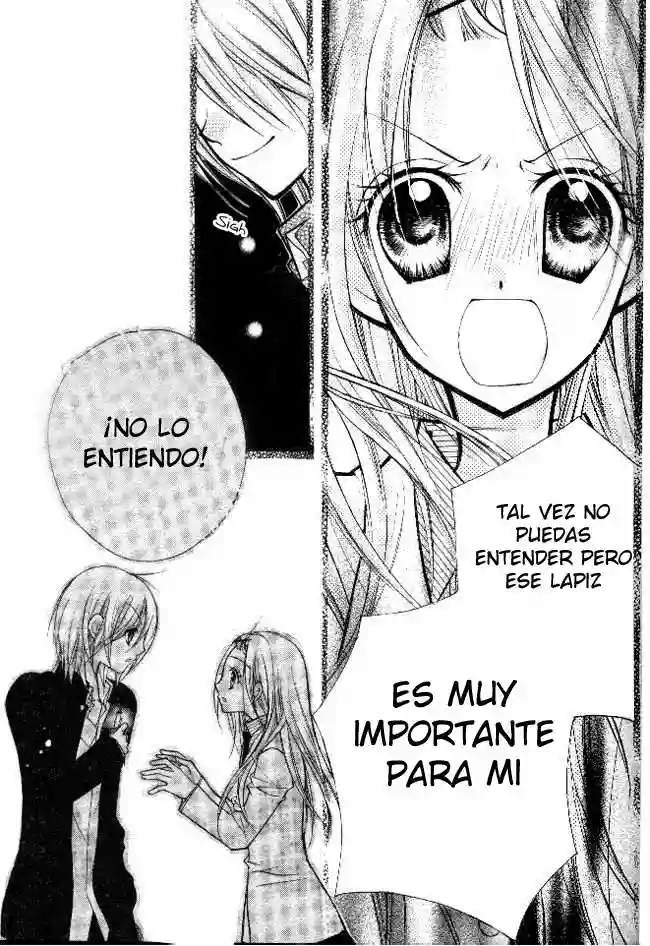 TAL VEZ NO
PUEDAS
ENTENDER PERO
ESE LAPIZ
ES MUY
IMPORTANTE
PARA MI
Sigh
¡NO LO
ENTIENDO!